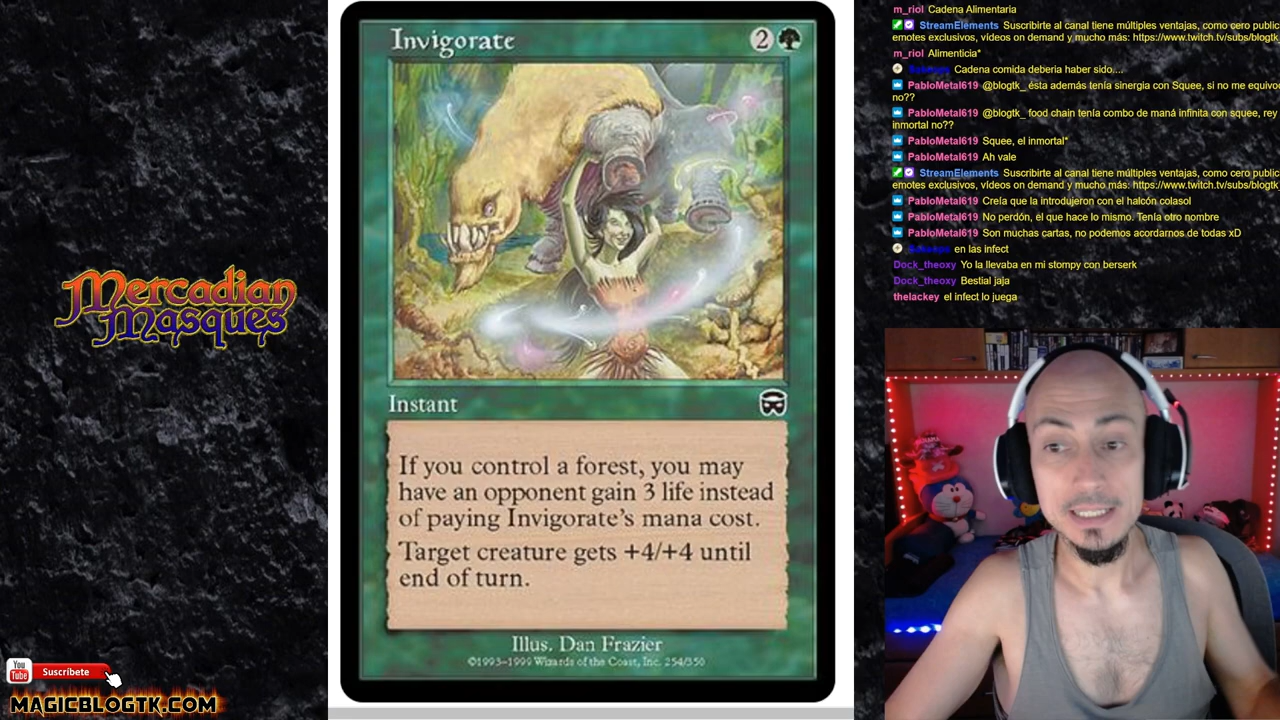 Mercadian
Masques
You
Tube
Suscríbete
MAGICBLOGTK.COM
Invigorate
2
Instant
If you control a forest, you may
have an opponent gain 3 life instead
of paying Invigorate's mana cost.
Target creature gets +4/+4 until
end of turn.
Illus. Dan Frazier
©1993–1999 Wizards of the Coast, Inc. 254/350
m_riol Cadena Alimentaria
StreamElements Suscribirte al canal tiene múltiples ventajas, como cero public
emotes exclusivos, vídeos on demand y mucho más: https://www.twitch.tv/subs/blogtk
m_riol Alimenticia*
Cadena comida deberia haber sido....
PabloMetal619 @blogtk_ ésta además tenía sinergia con Squee, si no me equivoc
no??
PabloMetal619 @blogtk_ food chain tenía combo de maná infinita con squee, rey
inmortal no??
PabloMetal619 Squee, el inmortal*
PabloMetal619 Ah vale
StreamElements Suscribirte al canal tiene múltiples ventajas, como cero public
emotes exclusivos, vídeos on demand y mucho más: https://www.twitch.tv/subs/blogtk
PabloMetal619 Creía que la introdujeron con el halcón colasol
PabloMetal619 No perdón, el que hace lo mismo. Tenía otro nombre
PabloMetal619 Son muchas cartas, no podemos acordarnos de todas xD
en las infect
Dock_theoxy Yo la llevaba en mi stompy con berserk
Dock_theoxy Bestial jaja
thelackey el infect lo juega